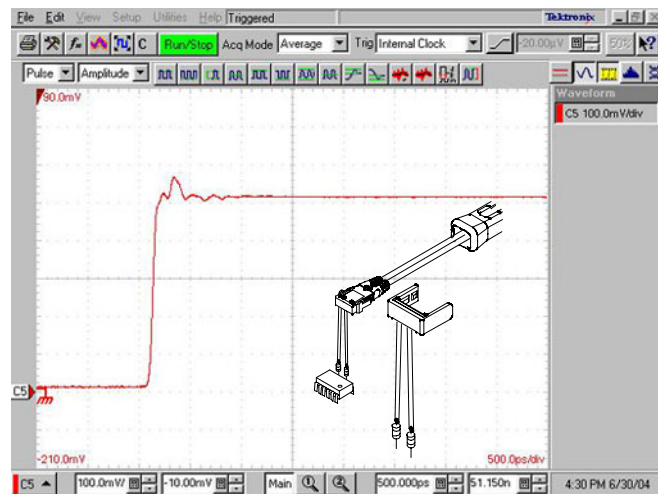 File Edit View Setup Utilities Help Triggered Tektronix
C Run/Stop Acq Mode Average Trig Internal Clock -20.00µV 50%
Pulse Amplitude
90.0mV
Waveform
C5 100.0mV/div
C5
-210.0mV 500.0ps/div
C5 100.0mV/ -10.00mV Main 1 2 500.000ps 51.150n 4:30 PM 6/30/04